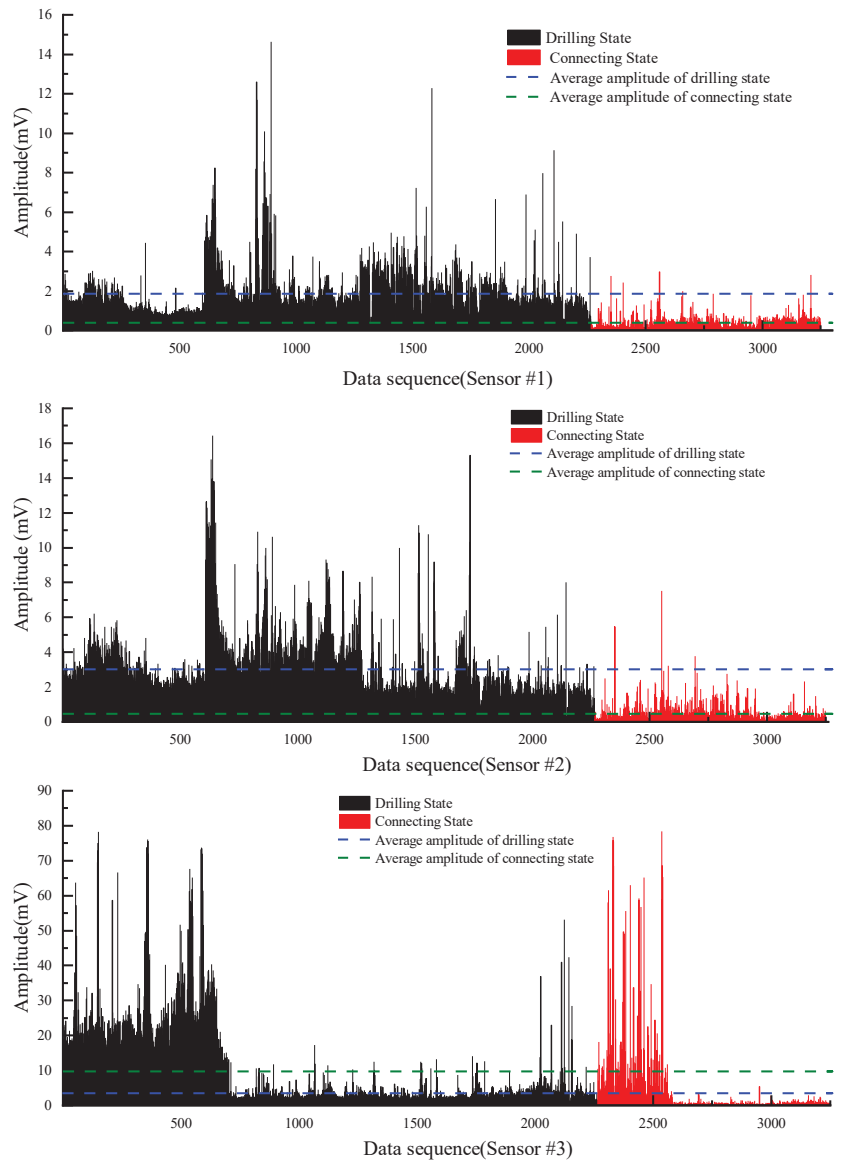 16
14
12
10
8
6
4
2
0
Amplitude(mV)
Drilling State
Connecting State
Average amplitude of drilling state
Average amplitude of connecting state
500 1000 1500 2000 2500 3000
Data sequence(Sensor #1)
18
16
14
12
10
8
6
4
2
0
Amplitude (mV)
Drilling State
Connecting State
Average amplitude of drilling state
Average amplitude of connecting state
500 1000 1500 2000 2500 3000
Data sequence(Sensor #2)
90
80
70
60
50
40
30
20
10
0
Amplitude(mV)
Drilling State
Connecting State
Average amplitude of drilling state
Average amplitude of connecting state
500 1000 1500 2000 2500 3000
Data sequence(Sensor #3)